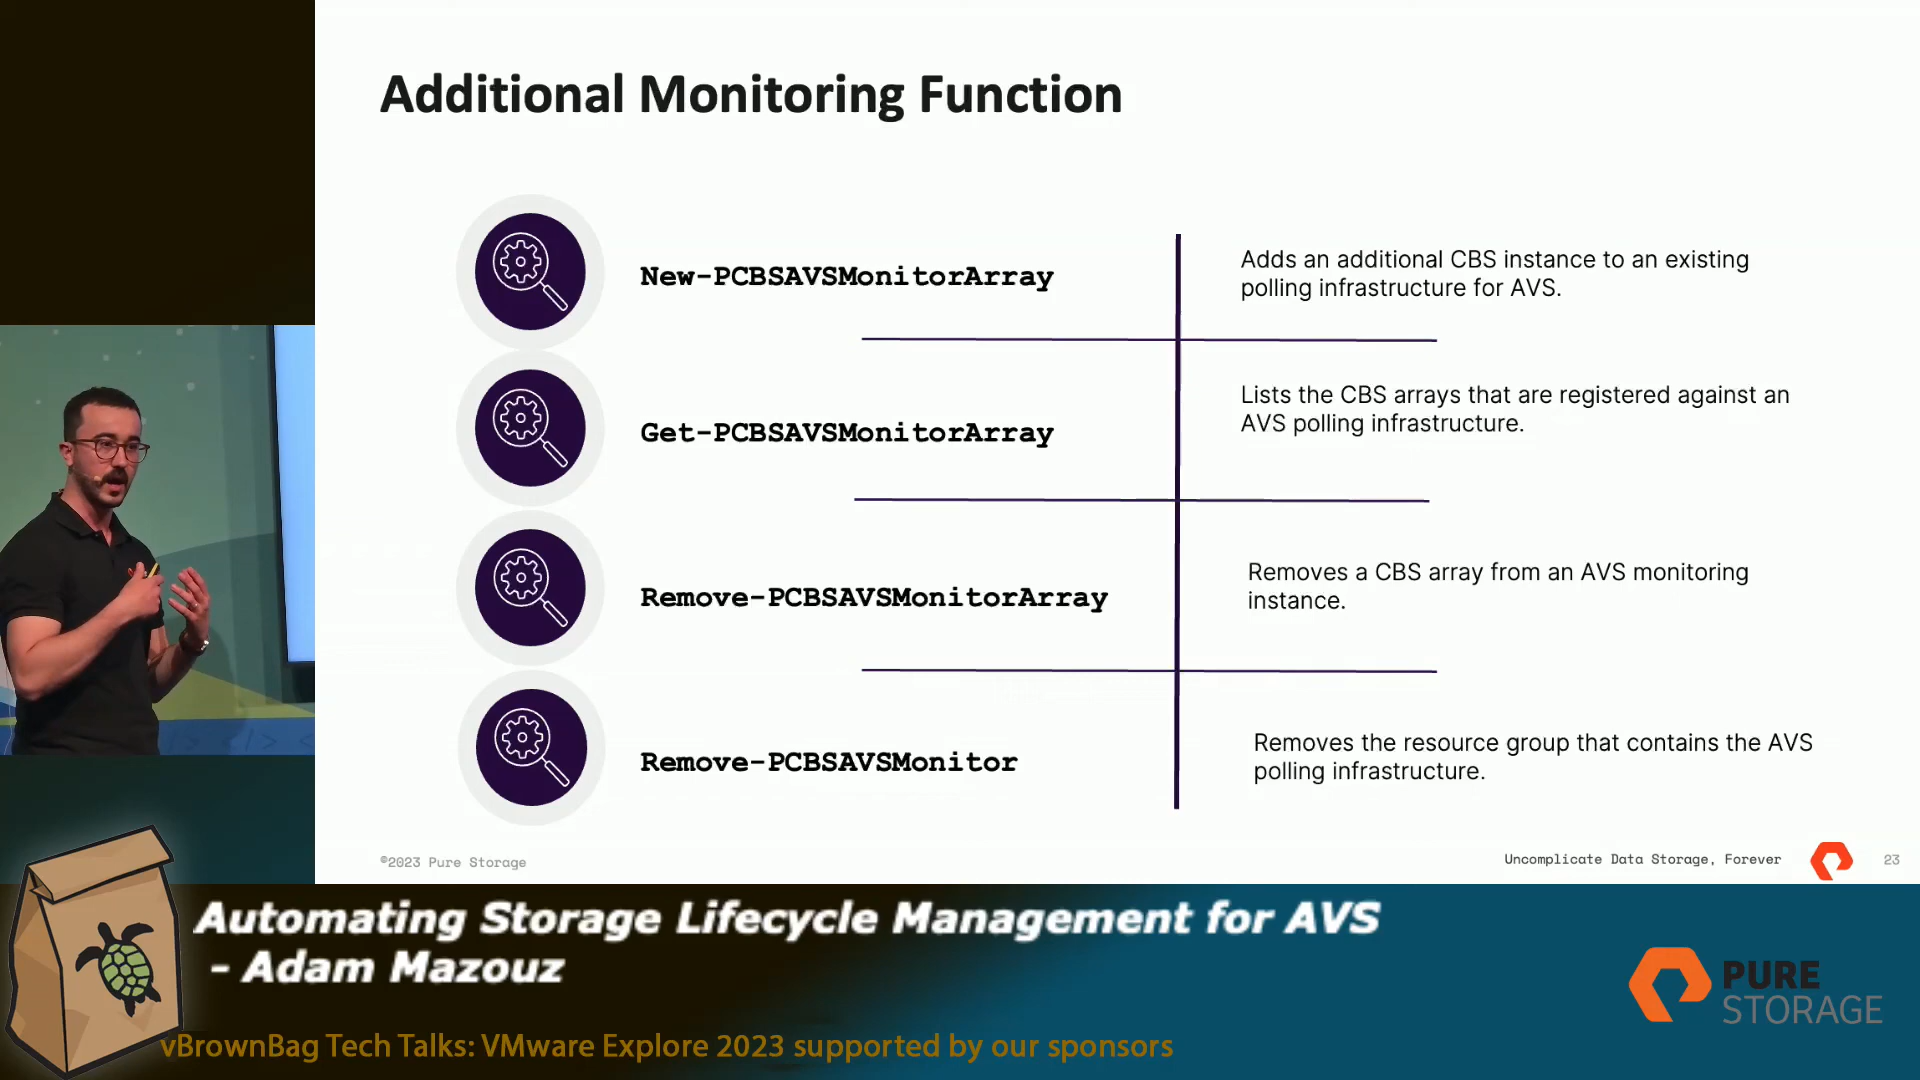 Additional Monitoring Function
New-PCBSAVSMonitorArray
Adds an additional CBS instance to an existing
polling infrastructure for AVS.
Get-PCBSAVSMonitorArray
Lists the CBS arrays that are registered against an
AVS polling infrastructure.
Remove-PCBSAVSMonitorArray
Removes a CBS array from an AVS monitoring
instance.
Remove-PCBSAVSMonitor
Removes the resource group that contains the AVS
polling infrastructure.
©2023 Pure Storage
Uncomplicate Data Storage, Forever
23
Automating Storage Lifecycle Management for AVS
- Adam Mazouz
PURE
STORAGE
vBrownBag Tech Talks: VMware Explore 2023 supported by our sponsors